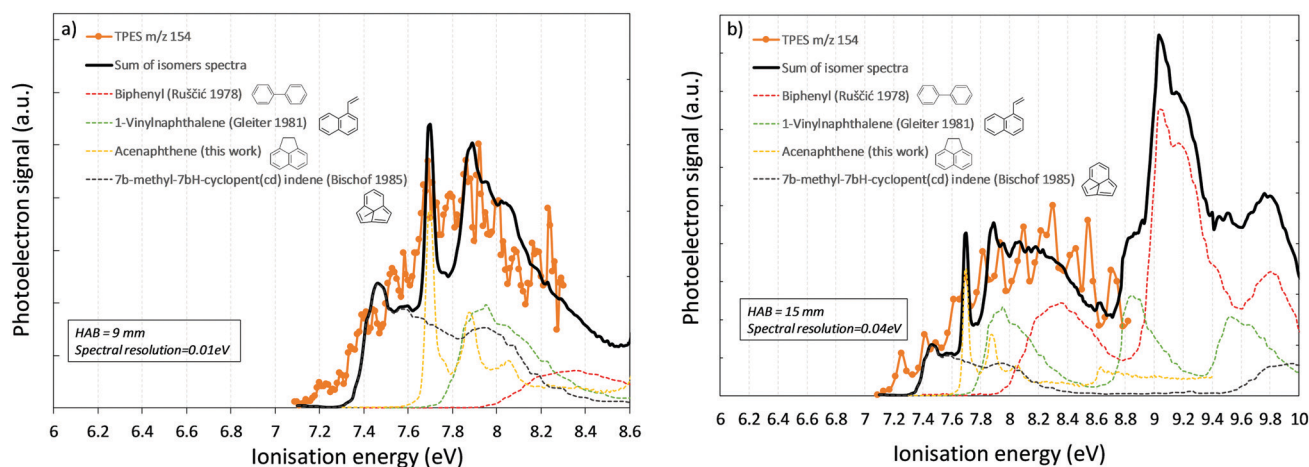 a)
TPES m/z 154
Sum of isomers spectra
Biphenyl (Ruščić 1978)
1-Vinylnaphthalene (Gleiter 1981)
Acenaphthene (this work)
7b-methyl-7bH-cyclopent(cd) indene (Bischof 1985)
HAB = 9 mm
Spectral resolution=0.01eV
Photoelectron signal (a.u.)
6 6.2 6.4 6.6 6.8 7 7.2 7.4 7.6 7.8 8 8.2 8.4 8.6
Ionisation energy (eV)
b)
TPES m/z 154
Sum of isomer spectra
Biphenyl (Ruščić 1978)
1-Vinylnaphthalene (Gleiter 1981)
Acenaphthene (this work)
7b-methyl-7bH-cyclopent(cd) indene (Bischof 1985)
HAB = 15 mm
Spectral resolution=0.04eV
Photoelectron signal (a.u.)
6 6.2 6.4 6.6 6.8 7 7.2 7.4 7.6 7.8 8 8.2 8.4 8.6 8.8 9 9.2 9.4 9.6 9.8 10
Ionisation energy (eV)